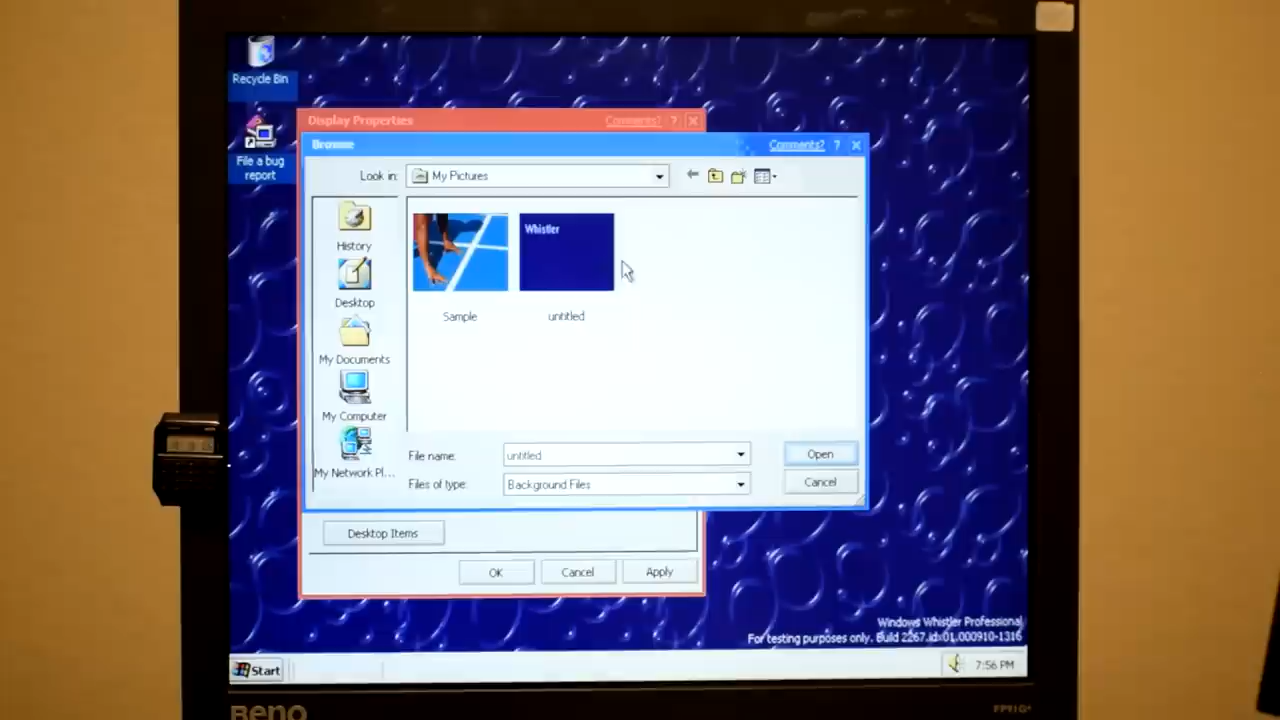 Recycle Bin
File a bug
report
Display Properties
Comments?
?
Browse
Comments?
?
Look in:
My Pictures
History
Desktop
My Documents
My Computer
My Network Pl...
Whistler
Sample
untitled
File name:
untitled
Open
Files of type:
Background Files
Cancel
Desktop Items
OK
Cancel
Apply
Windows Whistler Professional
For testing purposes only. Build 2267.idx01.000910-1316
Start
7:56 PM
BenQ
FP91G+